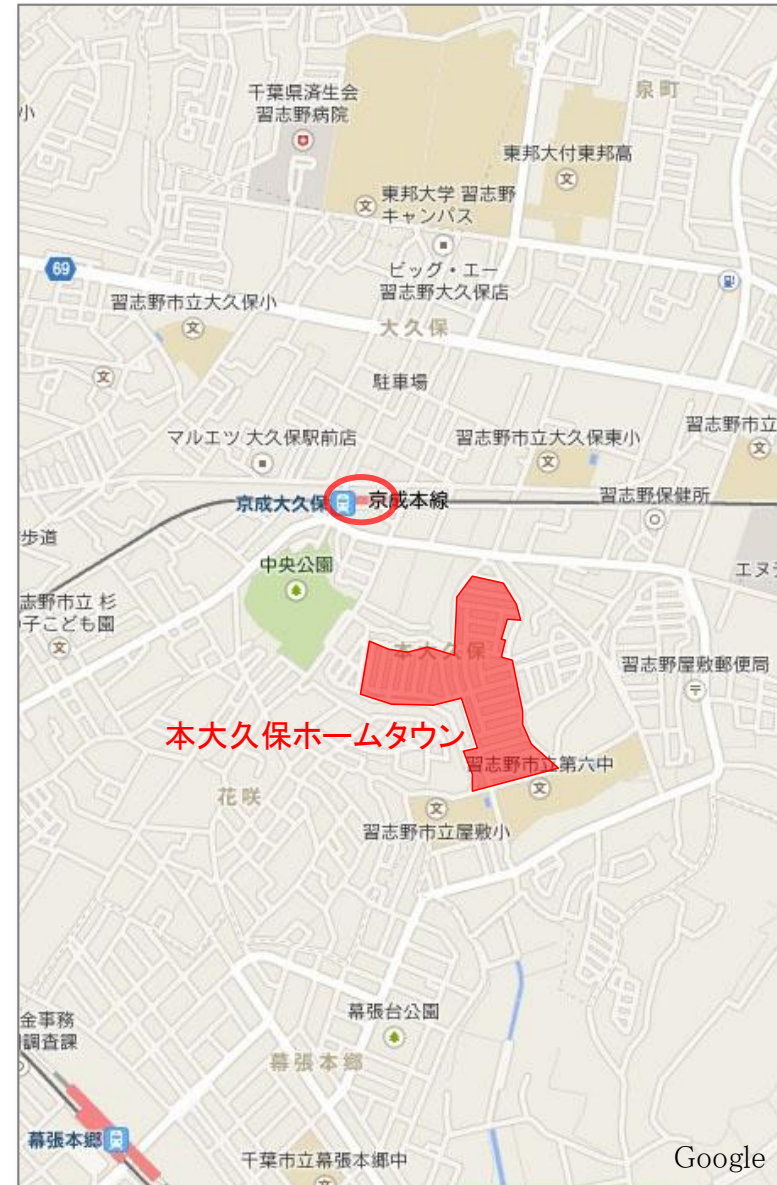 千葉県済生会
習志野病院
泉町
小
東邦大付東邦高
東邦大学 習志野
キャンパス
69
ビッグ・エー
習志野大久保店
習志野市立大久保小
大久保
駐車場
マルエツ 大久保駅前店
習志野市立大久保東小
習志野市立
京成大久保
京成本線
習志野保健所
歩道
中央公園
エヌ
志野市立 杉
子こども園
本大久保
習志野屋敷郵便局
本大久保ホームタウン
習志野市立第六中
花咲
習志野市立屋敷小
金事務
調査課
幕張台公園
幕張本郷
幕張本郷
千葉市立幕張本郷中
Google